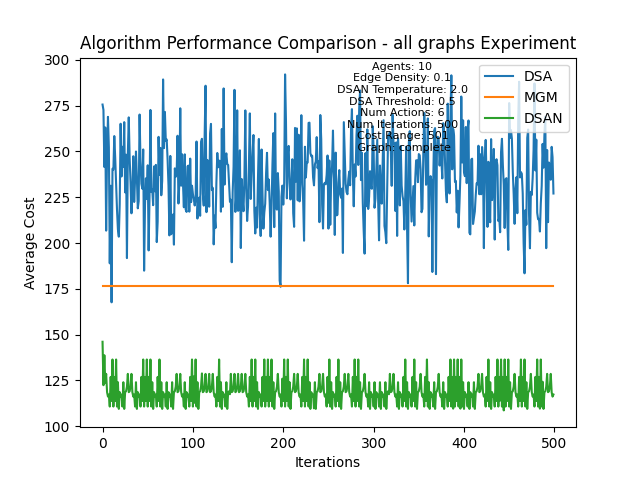 Algorithm Performance Comparison - all graphs Experiment
Agents: 10
Edge Density: 0.1
DSAN Temperature: 2.0
DSA Threshold: 0.5
Num Actions: 6
Num Iterations: 500
Cost Range: 501
Graph: complete
DSA
MGM
DSAN
Average Cost
300
275
250
225
200
175
150
125
100
0
100
200
300
400
500
Iterations